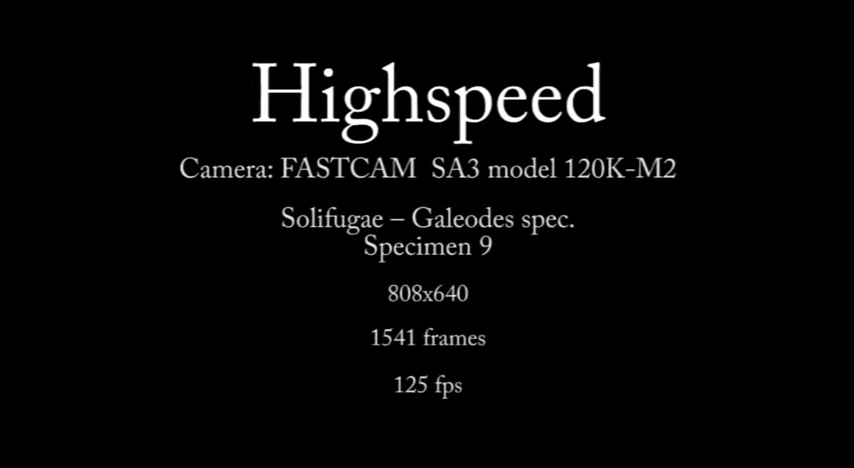 Highspeed
Camera: FASTCAM  SA3 model 120K-M2
Solifugae – Galeodes spec.
Specimen 9
808x640
1541 frames
125 fps